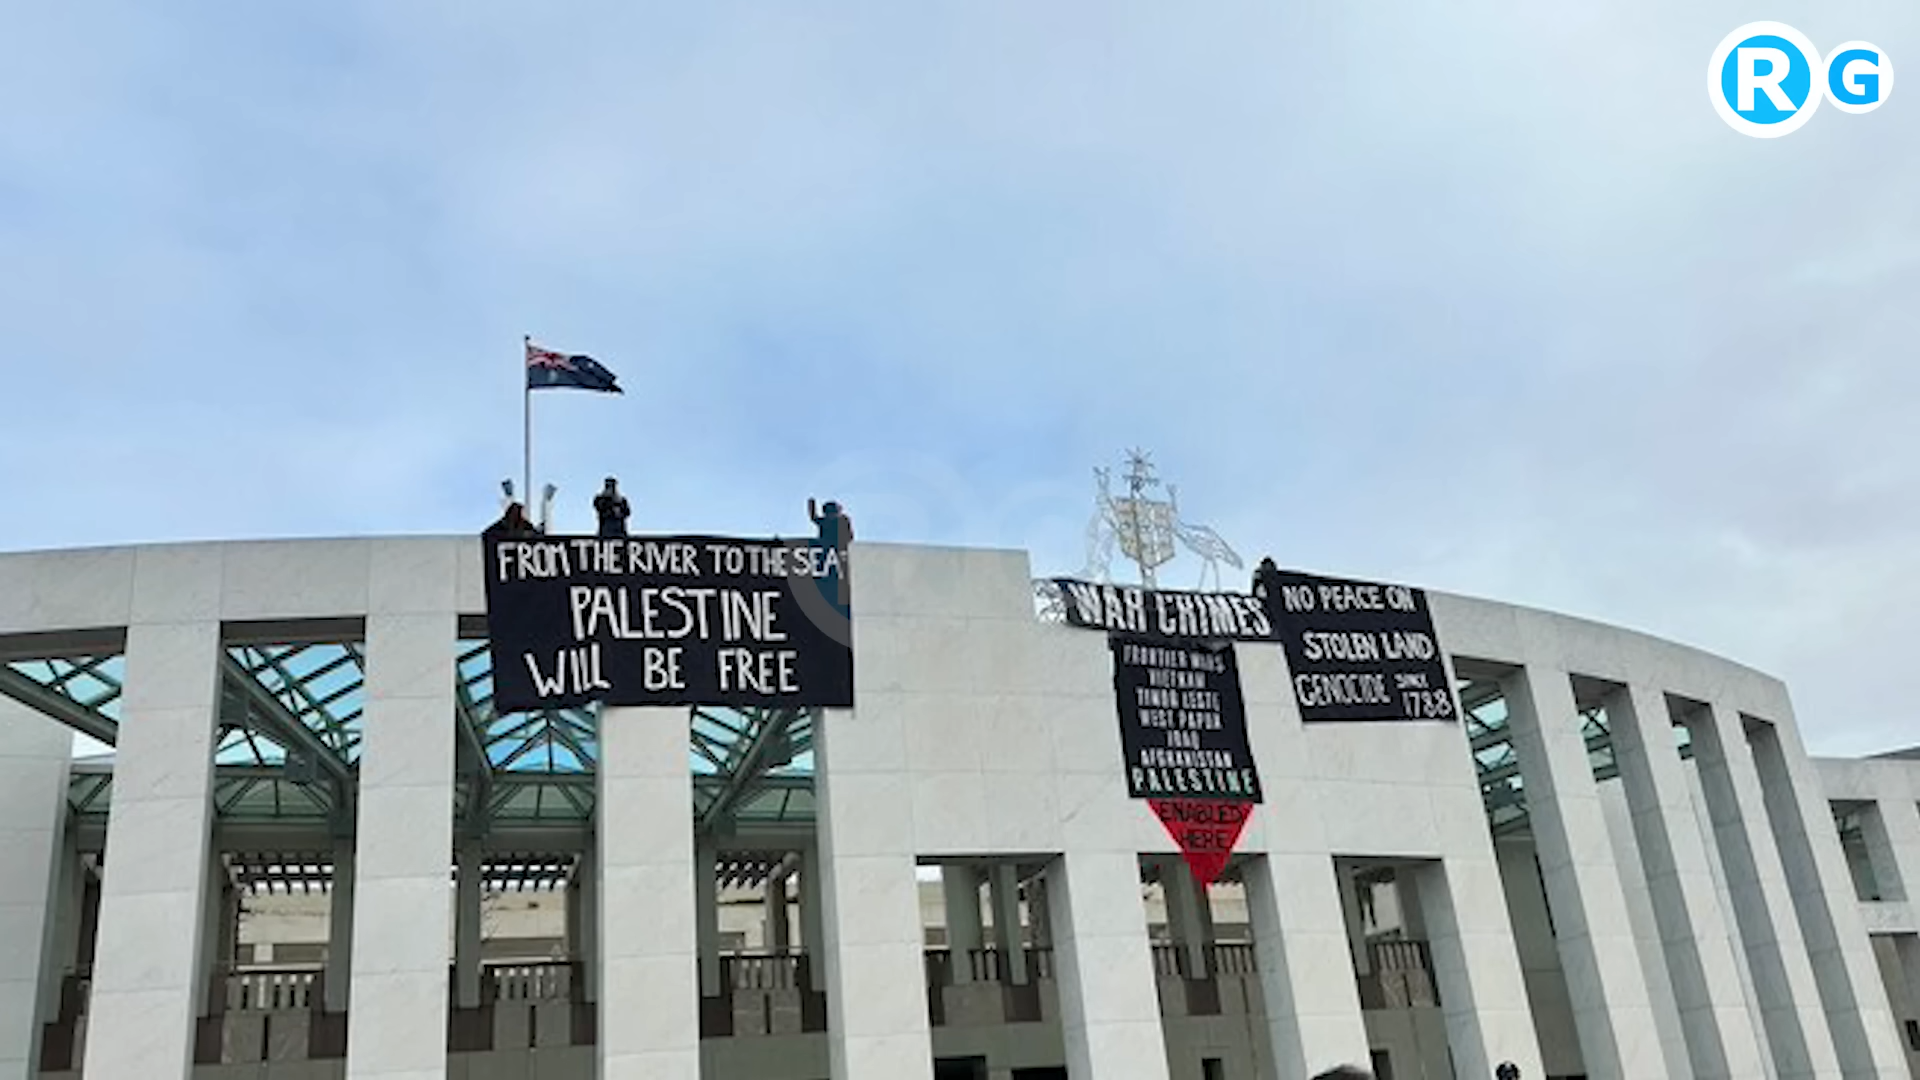 RG
FROM THE RIVER TO THE SEA
PALESTINE
WILL BE FREE
WAR CRIMES
FRONTIER WARS
VIETNAM
TIMOR LESTE
WEST PAPUA
IRAQ
AFGHANISTAN
PALESTINE
ENABLED
HERE
NO PEACE ON
STOLEN LAND
GENOCIDE SINCE
1788